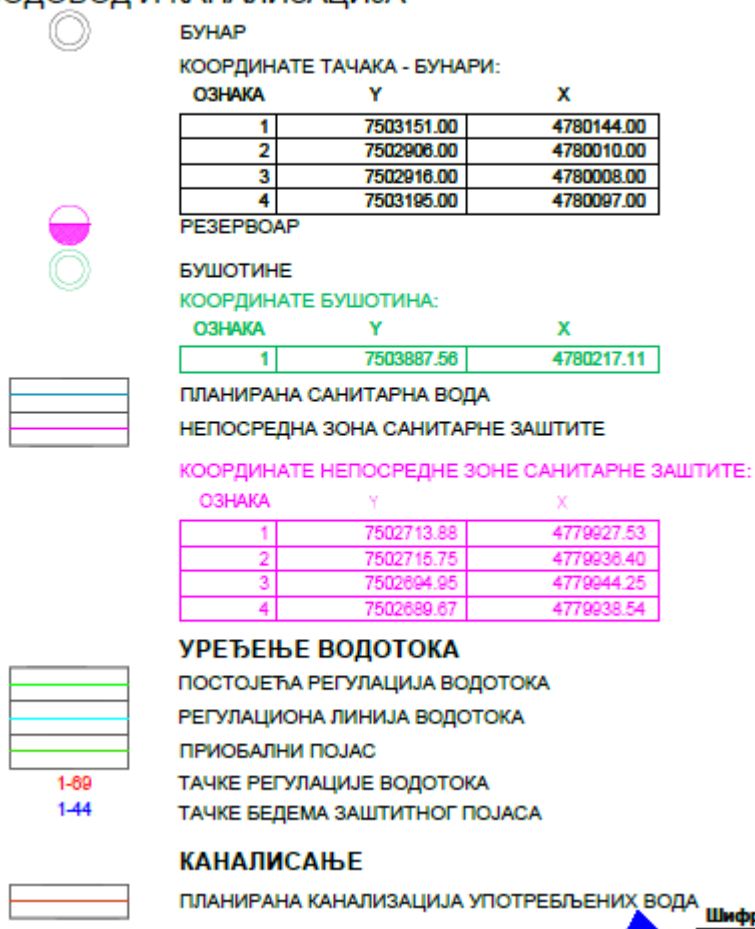 БУНАР
КООРДИНАТЕ ТАЧАКА - БУНАРИ:
ОЗНАКА Y X
1 7503151.00 4780144.00
2 7502906.00 4780010.00
3 7502916.00 4780008.00
4 7503195.00 4780097.00
РЕЗЕРВОАР
БУШОТИНЕ
КООРДИНАТЕ БУШОТИНА:
ОЗНАКА Y X
1 7503887.56 4780217.11
ПЛАНИРАНА САНИТАРНА ВОДА
НЕПОСРЕДНА ЗОНА САНИТАРНЕ ЗАШТИТЕ
КООРДИНАТЕ НЕПОСРЕДНЕ ЗОНЕ САНИТАРНЕ ЗАШТИТЕ:
ОЗНАКА Y X
1 7502713.88 4779927.53
2 7502715.75 4779936.40
3 7502694.95 4779944.25
4 7502689.67 4779938.54
УРЕЂЕЊЕ ВОДОТОКА
ПОСТОЈЕЋА РЕГУЛАЦИЈА ВОДОТОКА
РЕГУЛАЦИОНА ЛИНИЈА ВОДОТОКА
ПРИОБАЛНИ ПОЈАС
1-69 ТАЧКЕ РЕГУЛАЦИЈЕ ВОДОТОКА
1-44 ТАЧКЕ БЕДЕМА ЗАШТИТНОГ ПОЈАСА
КАНАЛИСАЊЕ
ПЛАНИРАНА КАНАЛИЗАЦИЈА УПОТРЕБЉЕНИХ ВОДА